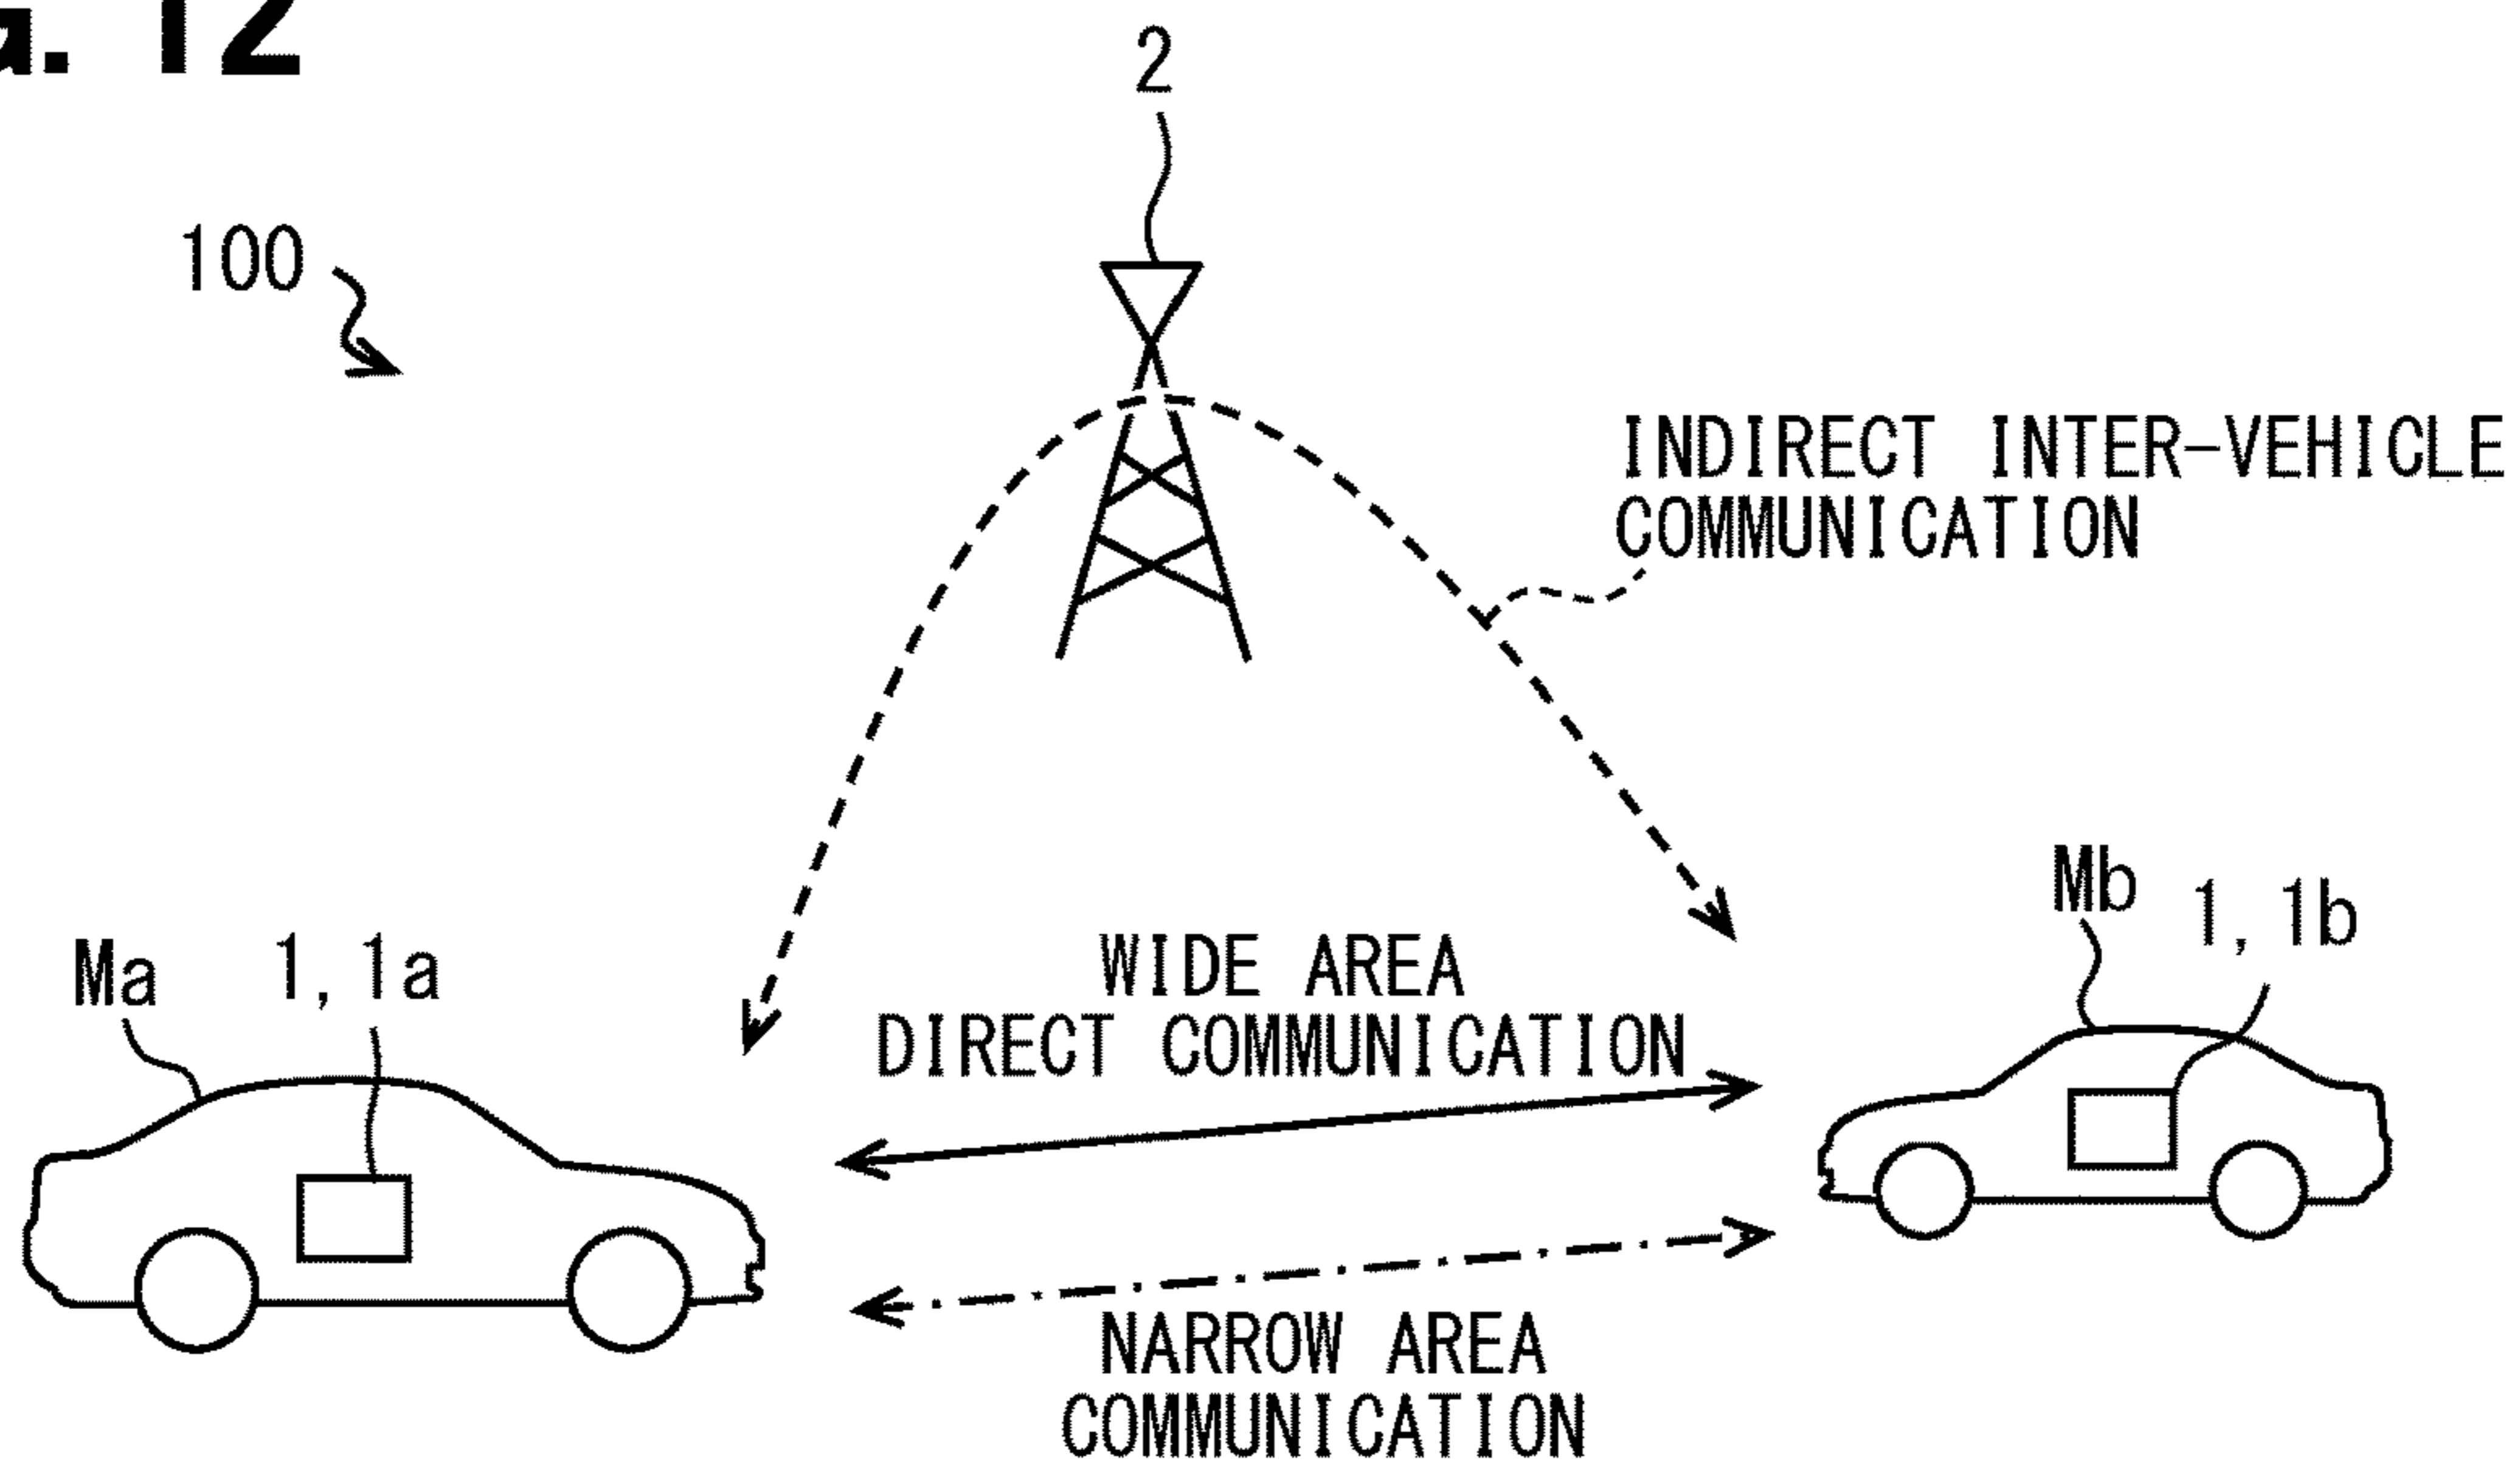 12
2
100
INDIRECT INTER-VEHICLE
COMMUNICATION
Mb
1, 1b
Ma
1, 1a
WIDE AREA
DIRECT COMMUNICATION
NARROW AREA
COMMUNICATION